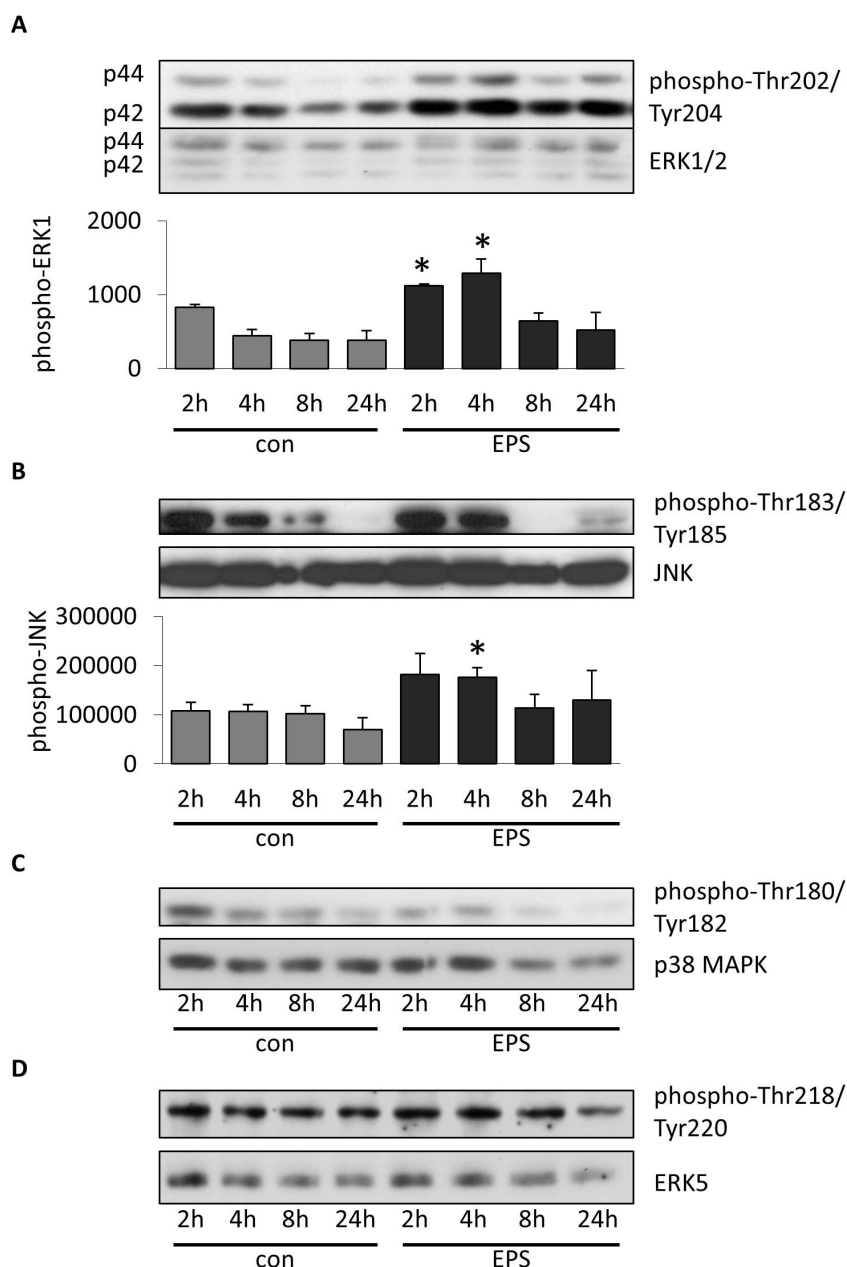 A
p44
p42
phospho-Thr202/
Tyr204
p44
p42
ERK1/2
phospho-ERK1
2000
1000
0
*
*
2h 4h 8h 24h 2h 4h 8h 24h
con EPS
B
phospho-Thr183/
Tyr185
JNK
phospho-JNK
300000
200000
100000
0
*
2h 4h 8h 24h 2h 4h 8h 24h
con EPS
C
phospho-Thr180/
Tyr182
p38 MAPK
2h 4h 8h 24h 2h 4h 8h 24h
con EPS
D
phospho-Thr218/
Tyr220
ERK5
2h 4h 8h 24h 2h 4h 8h 24h
con EPS